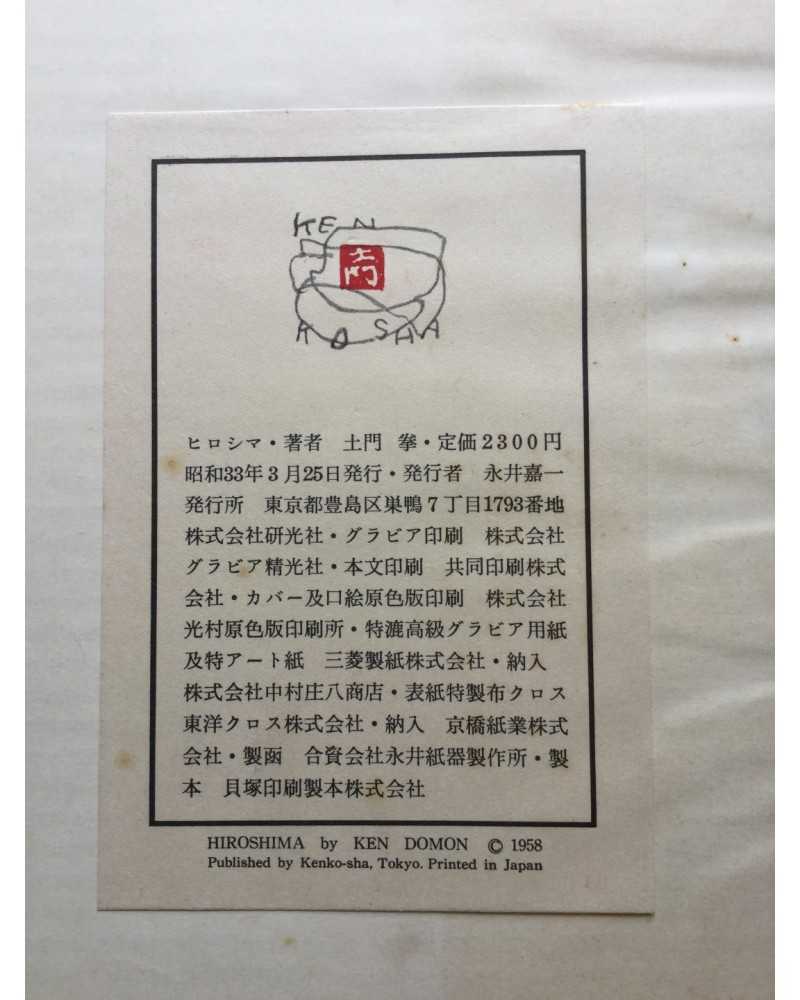 KEN
土門
KOSHA
ヒロシマ・著者　土門　拳・定価2300円
昭和33年3月25日発行・発行者　永井嘉一
発行所　東京都豊島区巣鴨7丁目1793番地
株式会社研光社・グラビア印刷　株式会社
グラビア精光社・本文印刷　共同印刷株式
会社・カバー及口絵原色版印刷　株式会社
光村原色版印刷所・特漉高級グラビア用紙
及特アート紙　三菱製紙株式会社・納入
株式会社中村庄八商店・表紙特製布クロス
東洋クロス株式会社・納入　京橋紙業株式
会社・製函　合資会社永井紙器製作所・製
本　貝塚印刷製本株式会社
HIROSHIMA by KEN DOMON © 1958
Published by Kenko-sha, Tokyo. Printed in Japan